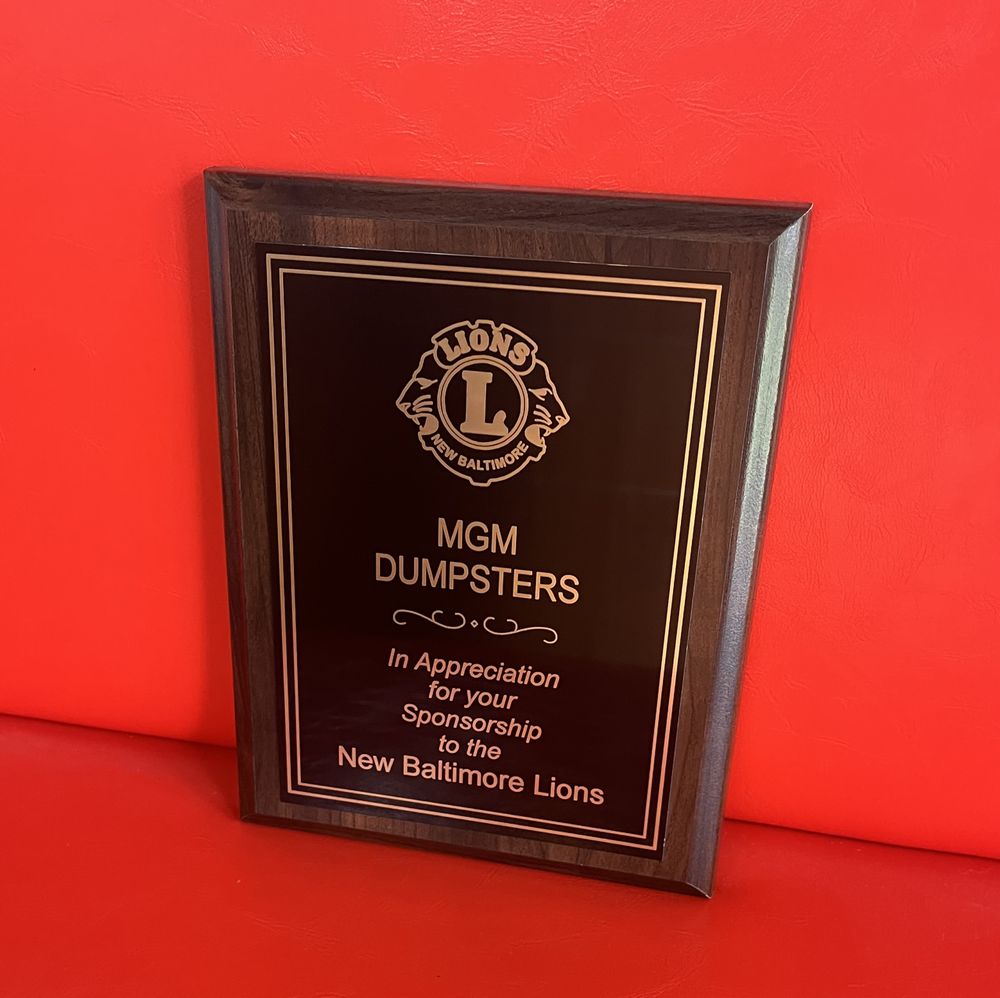 LIONS
L
NEW BALTIMORE
MGM
DUMPSTERS
In Appreciation
for your
Sponsorship
to the
New Baltimore Lions